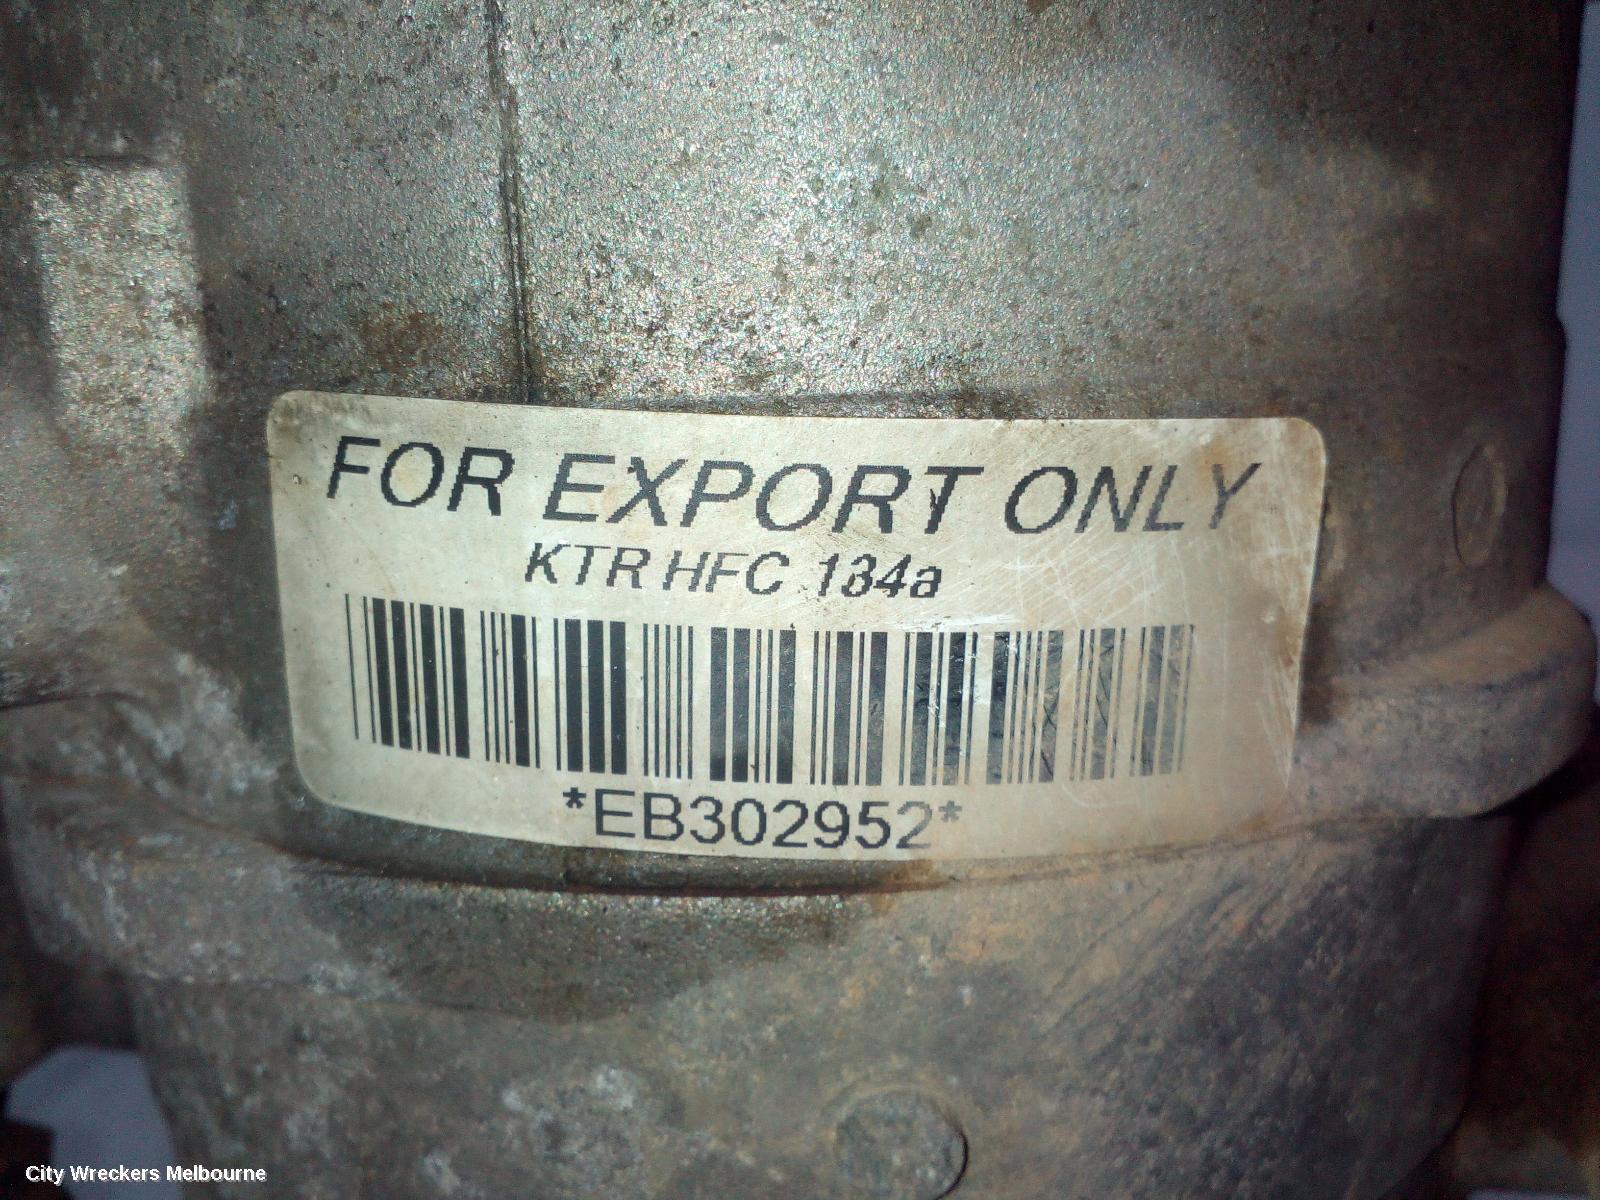 FOR EXPORT ONLY
KTR HFC 134a
*EB302952*
City Wreckers Melbourne